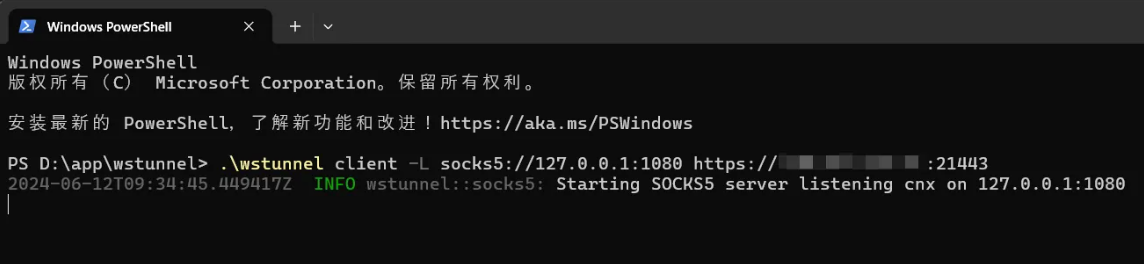 Windows PowerShell
Windows PowerShell
版权所有（C） Microsoft Corporation。保留所有权利。
安装最新的 PowerShell，了解新功能和改进！https://aka.ms/PSWindows
PS D:\app\wstunnel> .\wstunnel client -L socks5://127.0.0.1:1080 https:// :21443
2024-06-12T09:34:45.449417Z  INFO wstunnel::socks5: Starting SOCKS5 server listening cnx on 127.0.0.1:1080